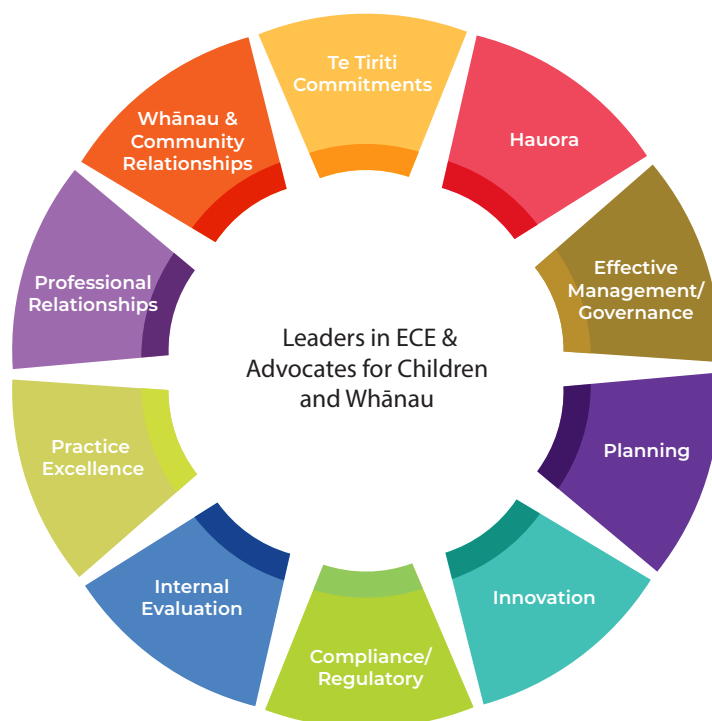 Te Tiriti
Commitments
Hauora
Effective
Management/
Governance
Planning
Innovation
Compliance/
Regulatory
Internal
Evaluation
Practice
Excellence
Professional
Relationships
Whānau &
Community
Relationships
Leaders in ECE &
Advocates for Children
and Whānau